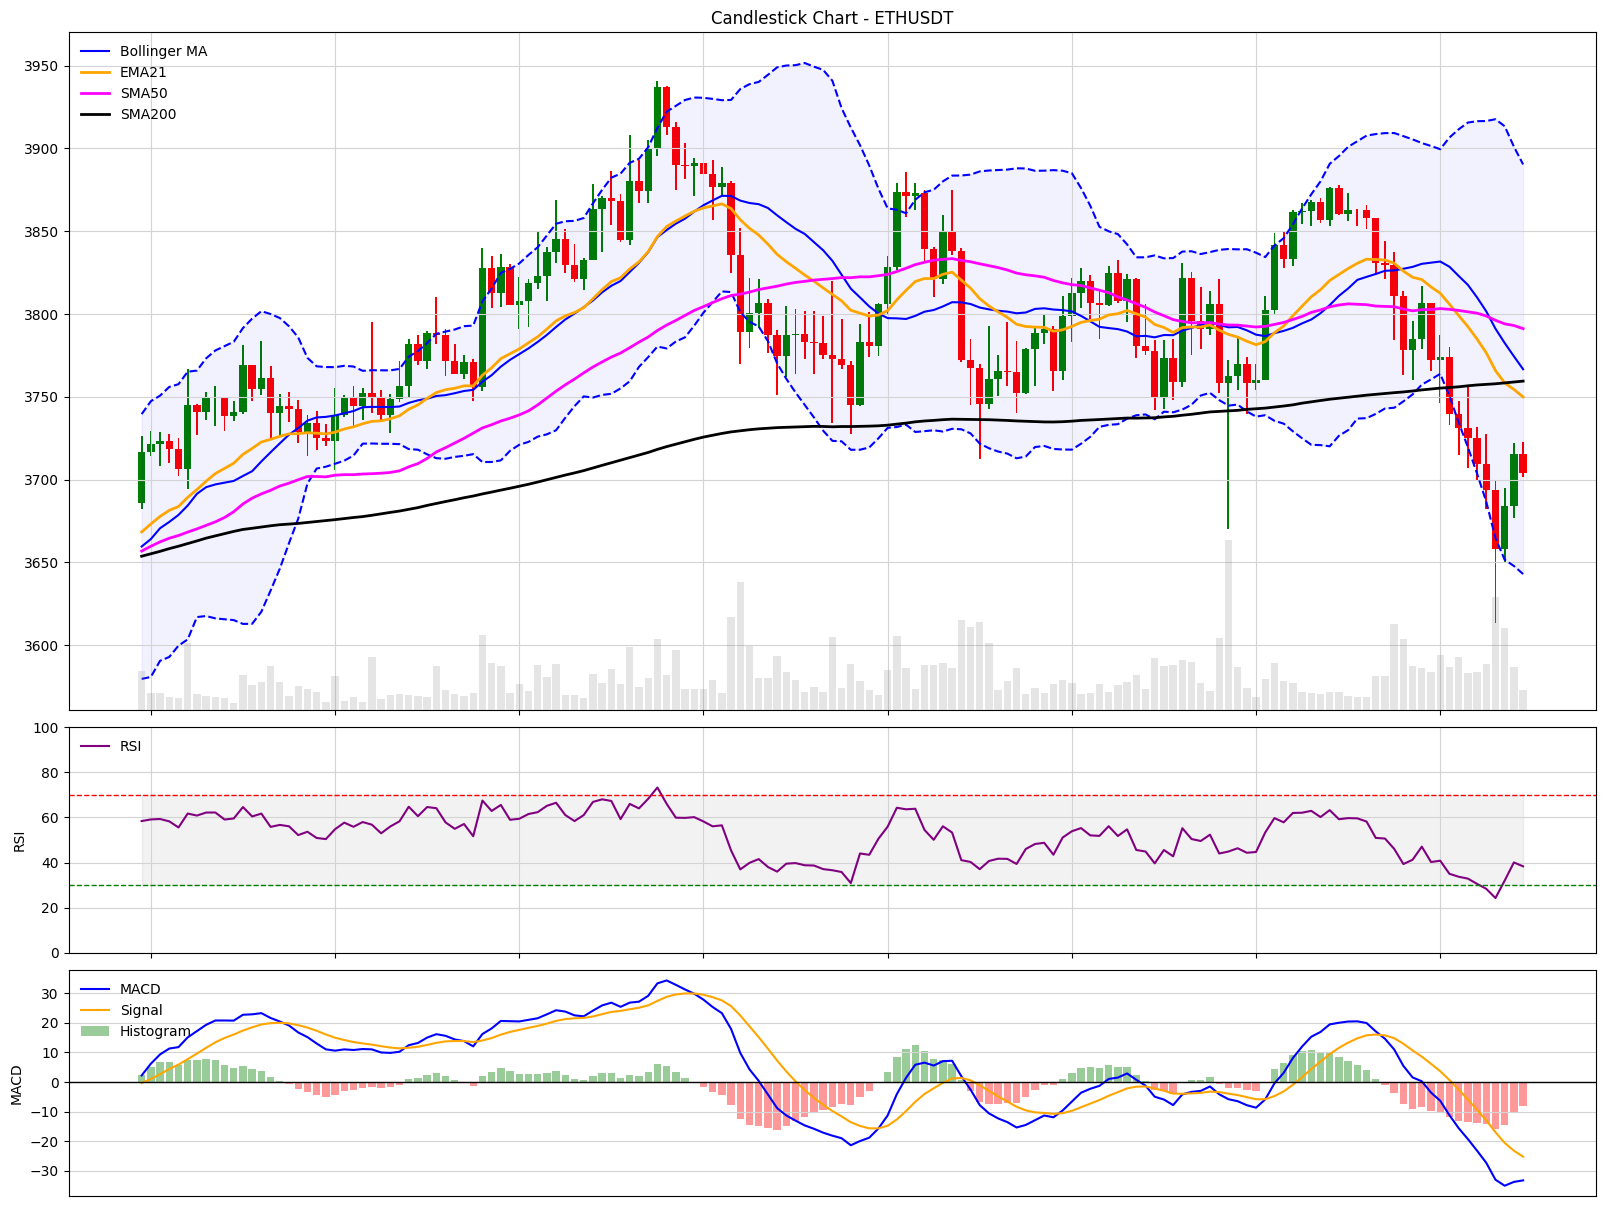 Candlestick Chart - ETHUSDT
Bollinger MA
EMA21
SMA50
SMA200
3950
3900
3850
3800
3750
3700
3650
3600
RSI
RSI
100
80
60
40
20
0
MACD
Signal
Histogram
MACD
30
20
10
0
−10
−20
−30